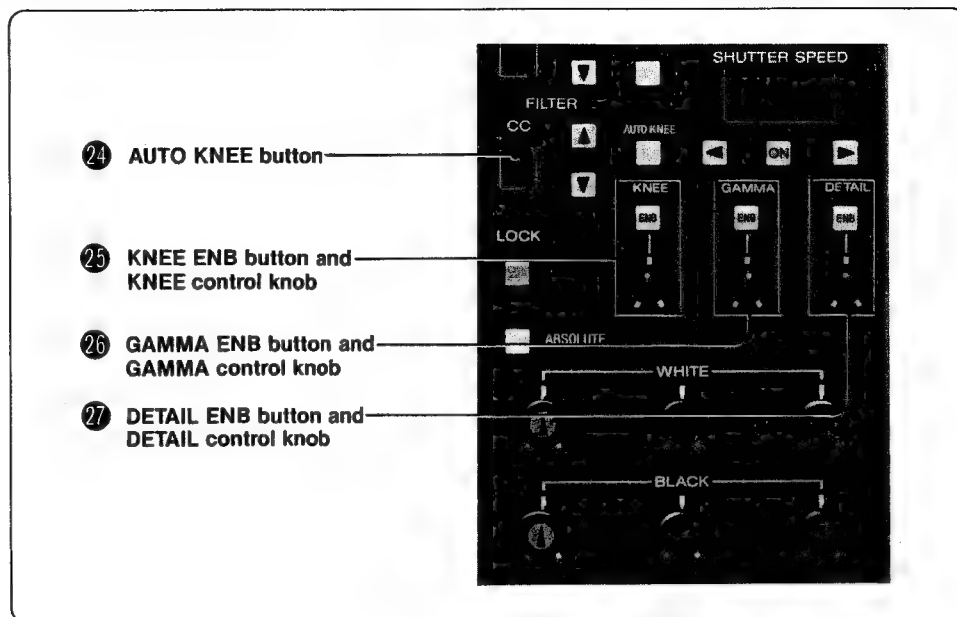 SHUTTER SPEED
FILTER
CC
AUTO KNEE
24 AUTO KNEE button
ON
KNEE
GAMMA
DETAIL
ENB
ENB
ENB
LOCK
25 KNEE ENB button and
KNEE control knob
ABSOLUTE
26 GAMMA ENB button and
GAMMA control knob
WHITE
27 DETAIL ENB button and
DETAIL control knob
BLACK